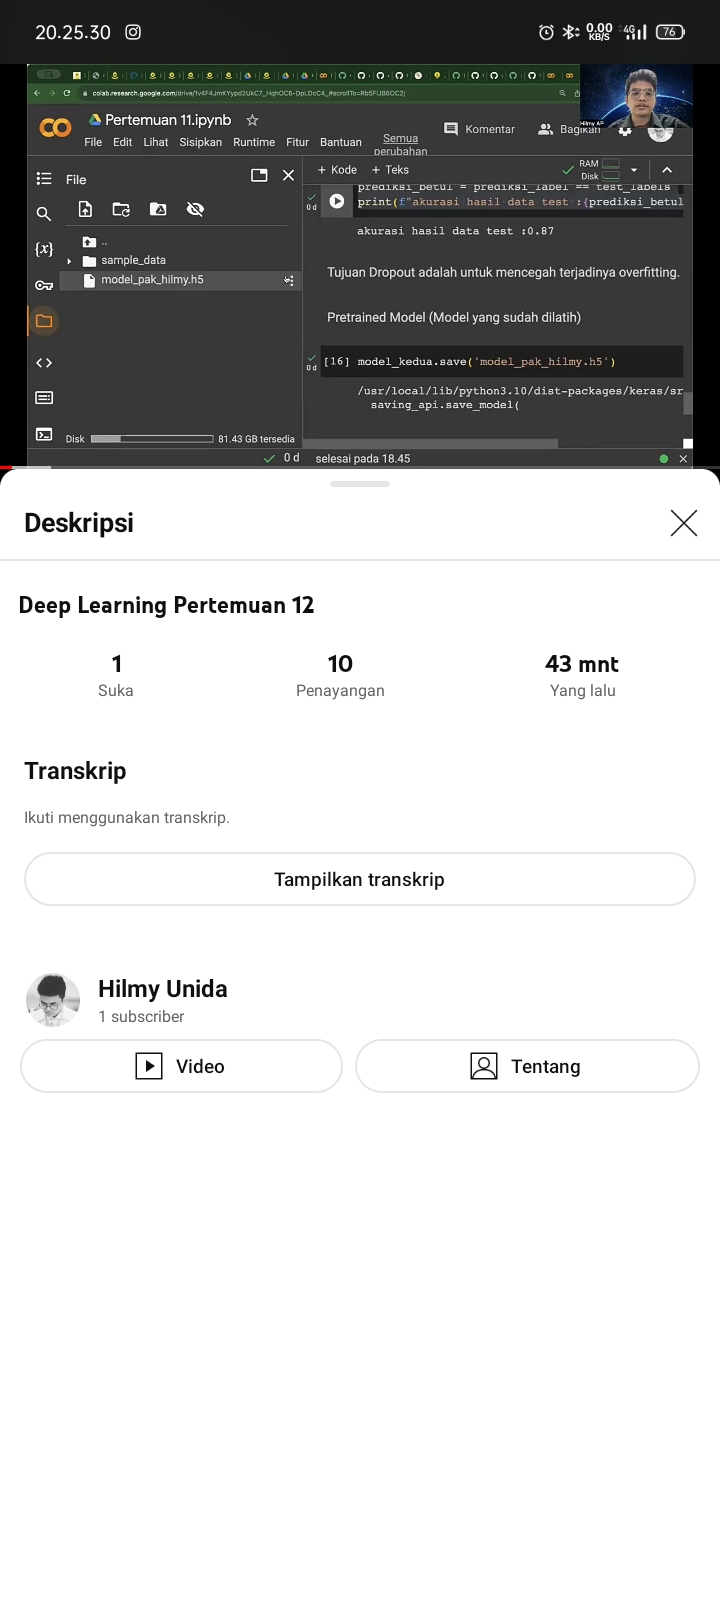 20.25.30
0.00 KB/S
4G
76
colab.research.google.com/drive/
Hilmy AP
Pertemuan 11.ipynb
File Edit Lihat Sisipkan Runtime Fitur Bantuan Semua perubahan
Komentar
Bagikan
File
+ Kode + Teks
RAM
Disk
..
sample_data
model_pak_hilmy.h5
0 d
prediksi_betul = prediksi_label == test_labels
print(f"akurasi hasil data test :{prediksi_betul
akurasi hasil data test :0.87
Tujuan Dropout adalah untuk mencegah terjadinya overfitting.
Pretrained Model (Model yang sudah dilatih)
0 d
[16] model_kedua.save('model_pak_hilmy.h5')
/usr/local/lib/python3.10/dist-packages/keras/sr
saving_api.save_model(
Disk 81.43 GB tersedia
0 d selesai pada 18.45
Deskripsi
Deep Learning Pertemuan 12
1 10 43 mnt
Suka Penayangan Yang lalu
Transkrip
Ikuti menggunakan transkrip.
Tampilkan transkrip
Hilmy Unida
1 subscriber
Video
Tentang